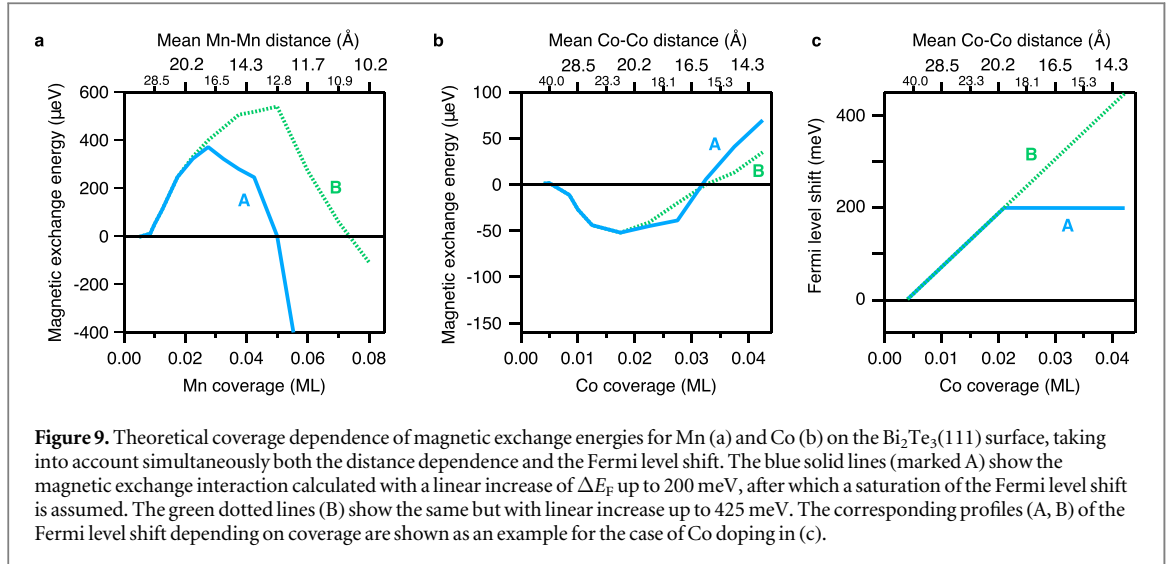 a
Mean Mn-Mn distance (Å)
20.2 14.3 11.7 10.2
28.5 16.5 12.8 10.9
600
400
200
0
-200
-400
Magnetic exchange energy (µeV)
B
A
0.00 0.02 0.04 0.06 0.08
Mn coverage (ML)
b
Mean Co-Co distance (Å)
28.5 20.2 16.5 14.3
40.0 23.3 18.1 15.3
100
50
0
-50
-100
-150
Magnetic exchange energy (µeV)
A
B
0.00 0.01 0.02 0.03 0.04
Co coverage (ML)
c
Mean Co-Co distance (Å)
28.5 20.2 16.5 14.3
40.0 23.3 18.1 15.3
400
200
0
Fermi level shift (meV)
B
A
0.00 0.01 0.02 0.03 0.04
Co coverage (ML)
Figure 9. Theoretical coverage dependence of magnetic exchange energies for Mn (a) and Co (b) on the Bi₂Te₃(111) surface, taking
into account simultaneously both the distance dependence and the Fermi level shift. The blue solid lines (marked A) show the
magnetic exchange interaction calculated with a linear increase of ΔE_F up to 200 meV, after which a saturation of the Fermi level shift
is assumed. The green dotted lines (B) show the same but with linear increase up to 425 meV. The corresponding profiles (A, B) of the
Fermi level shift depending on coverage are shown as an example for the case of Co doping in (c).